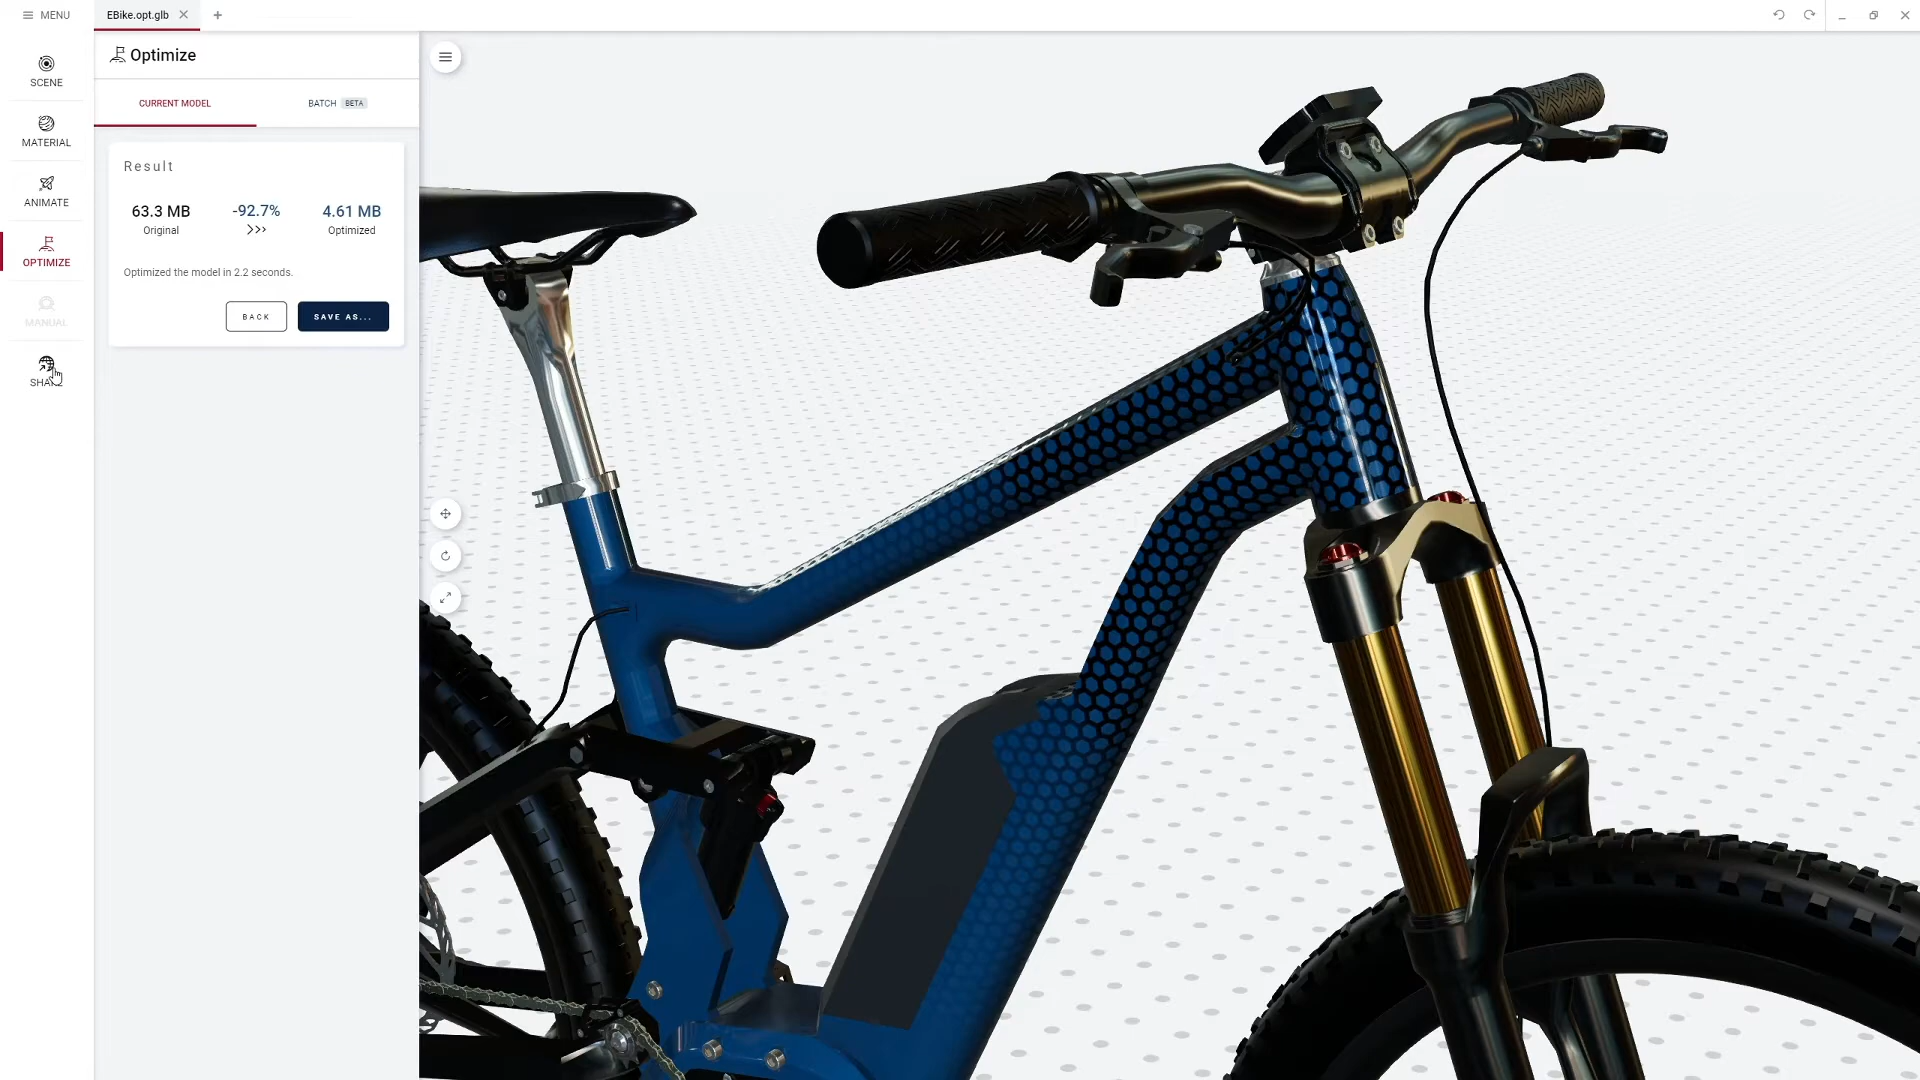 MENU
EBike.opt.glb
SCENE
MATERIAL
ANIMATE
OPTIMIZE
MANUAL
Optimize
CURRENT MODEL
BATCH BETA
Result
63.3 MB -92.7% 4.61 MB
Original >>> Optimized
Optimized the model in 2.2 seconds.
BACK SAVE AS...